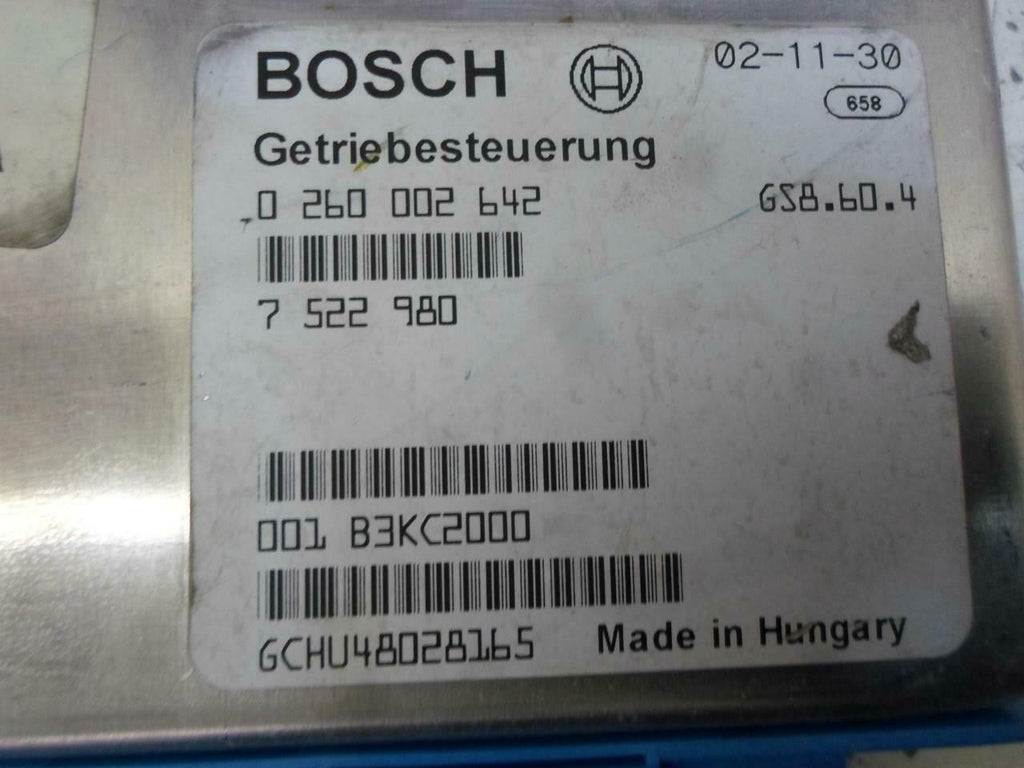 BOSCH 02-11-30
658
Getriebesteuerung
0 260 002 642 GS8.60.4
7 522 980
001 B3KC2000
GCHU48028165 Made in Hungary